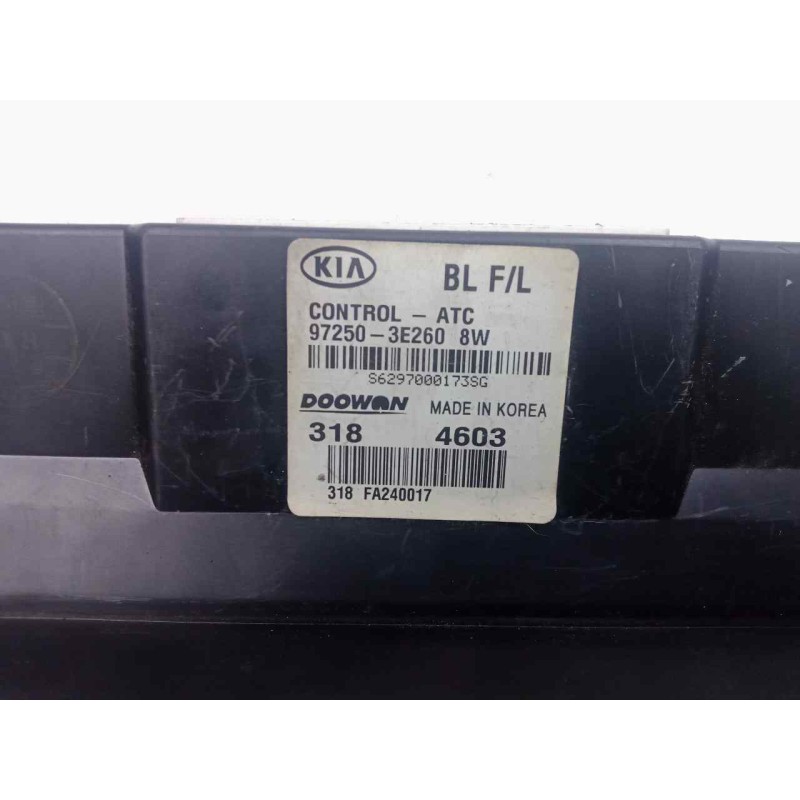 KIA BL F/L
CONTROL - ATC
97250-3E260 8W
S6297000173SG
DOOWON MADE IN KOREA
318 4603
318 FA240017